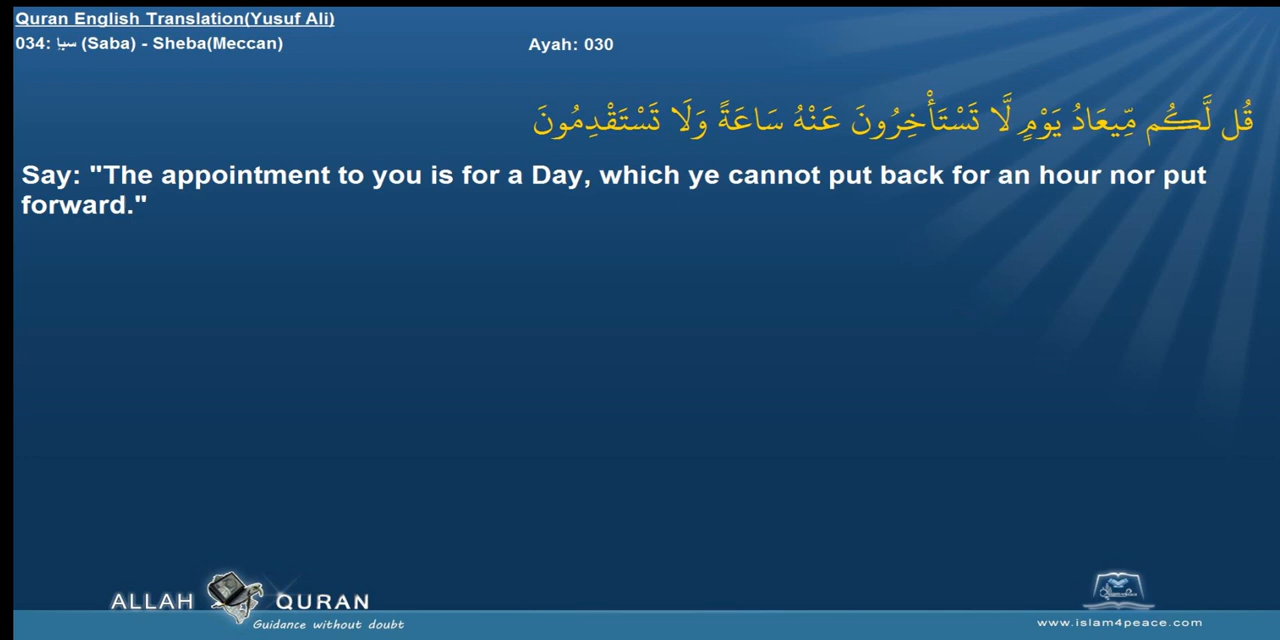 Quran English Translation(Yusuf Ali)
034: سبإ (Saba) - Sheba(Meccan)
Ayah: 030
قُل لَّكُم مِّيعَادُ يَوْمٍ لَّا تَسْتَأْخِرُونَ عَنْهُ سَاعَةً وَلَا تَسْتَقْدِمُونَ
Say: "The appointment to you is for a Day, which ye cannot put back for an hour nor put
forward."
ALLAH QURAN
Guidance without doubt
www.islam4peace.com